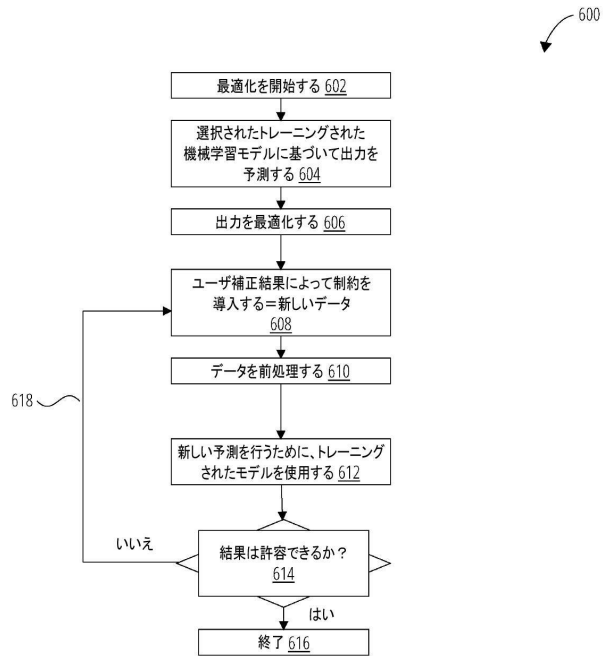 600
最適化を開始する 602
選択されたトレーニングされた
機械学習モデルに基づいて出力を
予測する 604
出力を最適化する 606
ユーザ補正結果によって制約を
導入する＝新しいデータ
608
データを前処理する 610
618
新しい予測を行うために、トレーニング
されたモデルを使用する 612
いいえ
結果は許容できるか？
614
はい
終了 616